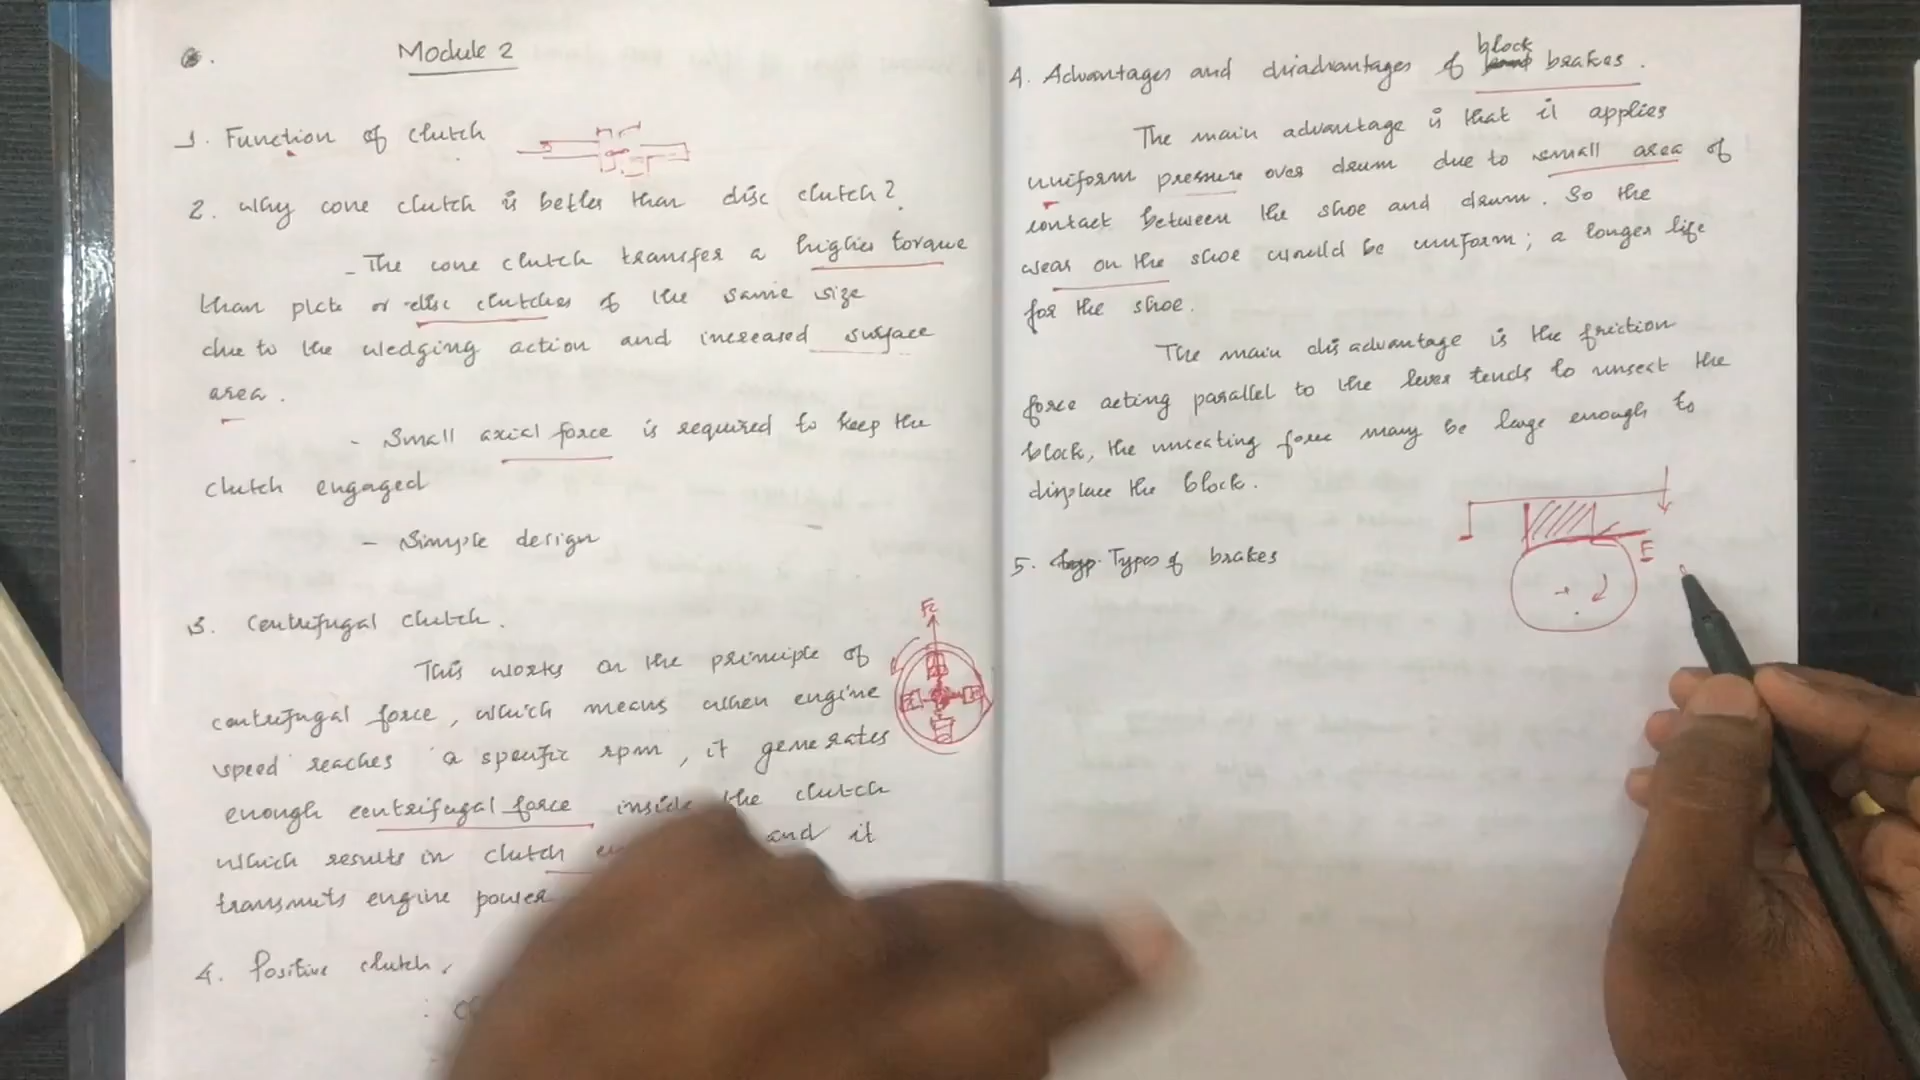 Module 2
1. Function of clutch
2. Why cone clutch is better than disc clutch?
- The cone clutch transfer a higher torque
than plate or disc clutches of the same size
due to the wledging action and increased surface
area.
- Small axial force is required to keep the
clutch engaged
- Simple design
3. Centrifugal clutch.
This works on the principle of
centrifugal force, which means when engine
speed reaches a specific rpm, it generates
enough centrifugal force inside the clutch
which results in clutch and it
transmits engine power
4. Positive clutch.
Fc
4. Advantages and disadvantages of block brakes.
The main advantage is that it applies
uniform pressure over drum due to small area of
contact between the shoe and drum. So the
wear on the shoe would be uniform; a longer life
for the shoe.
The main disadvantage is the friction
force acting parallel to the lever tends to unseat the
block, the unseating force may be large enough to
displace the block.
5. Types of brakes
F